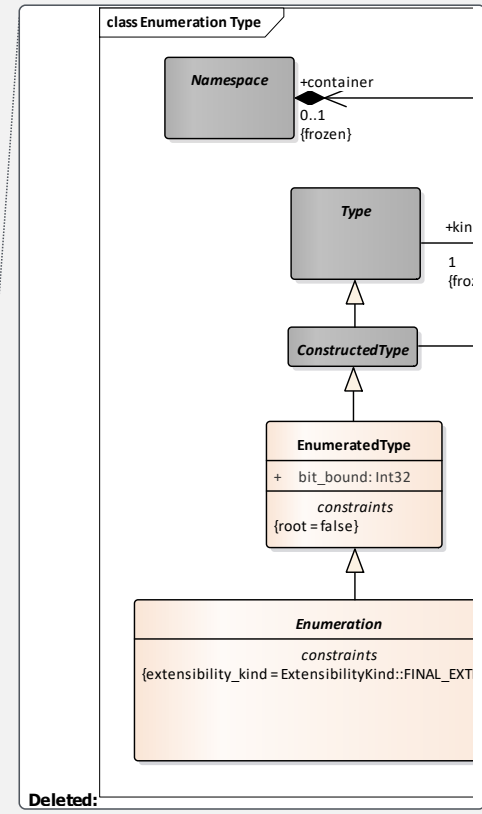 class Enumeration Type
Namespace
+container
0..1
{frozen}
Type
+kin
1
{fro
ConstructedType
EnumeratedType
+ bit_bound: Int32
constraints
{root = false}
Enumeration
constraints
{extensibility_kind = ExtensibilityKind::FINAL_EXT
Deleted: